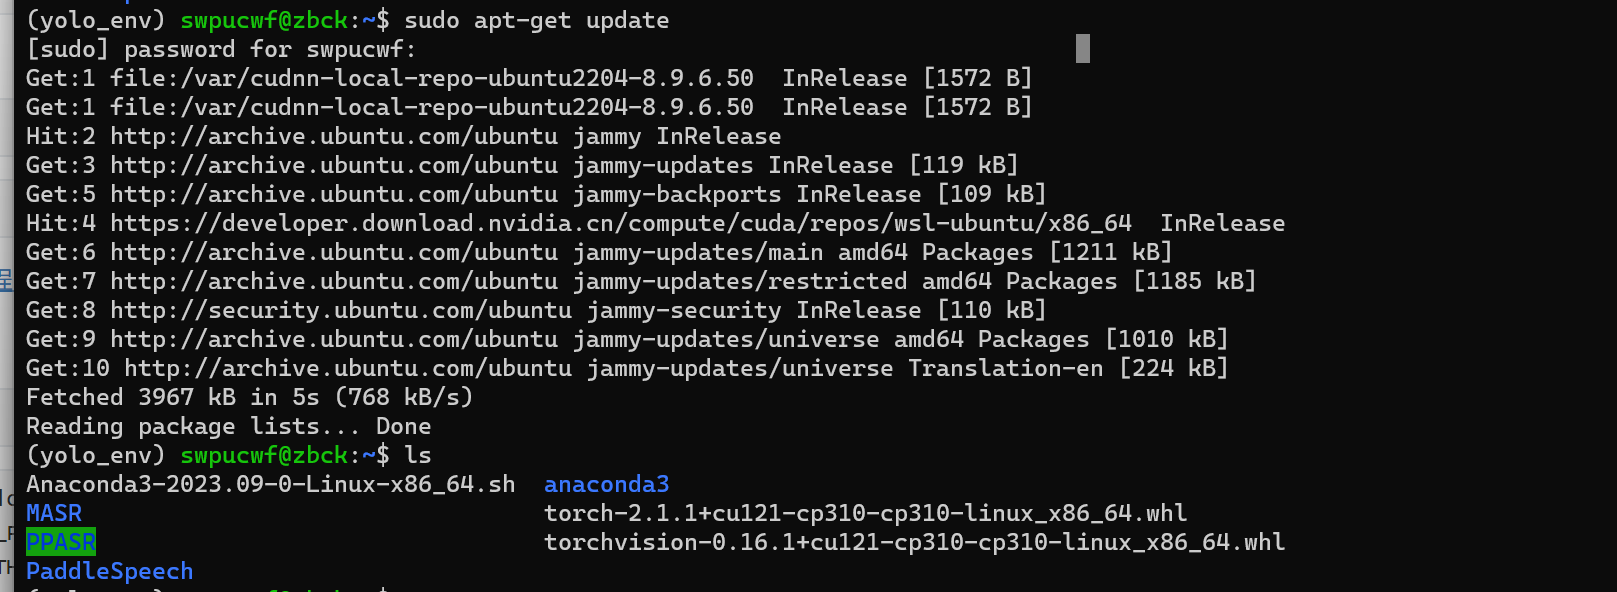 (yolo_env) swpucwf@zbck:~$ sudo apt-get update
[sudo] password for swpucwf:
Get:1 file:/var/cudnn-local-repo-ubuntu2204-8.9.6.50  InRelease [1572 B]
Get:1 file:/var/cudnn-local-repo-ubuntu2204-8.9.6.50  InRelease [1572 B]
Hit:2 http://archive.ubuntu.com/ubuntu jammy InRelease
Get:3 http://archive.ubuntu.com/ubuntu jammy-updates InRelease [119 kB]
Get:5 http://archive.ubuntu.com/ubuntu jammy-backports InRelease [109 kB]
Hit:4 https://developer.download.nvidia.cn/compute/cuda/repos/wsl-ubuntu/x86_64  InRelease
Get:6 http://archive.ubuntu.com/ubuntu jammy-updates/main amd64 Packages [1211 kB]
Get:7 http://archive.ubuntu.com/ubuntu jammy-updates/restricted amd64 Packages [1185 kB]
Get:8 http://security.ubuntu.com/ubuntu jammy-security InRelease [110 kB]
Get:9 http://archive.ubuntu.com/ubuntu jammy-updates/universe amd64 Packages [1010 kB]
Get:10 http://archive.ubuntu.com/ubuntu jammy-updates/universe Translation-en [224 kB]
Fetched 3967 kB in 5s (768 kB/s)
Reading package lists... Done
(yolo_env) swpucwf@zbck:~$ ls
Anaconda3-2023.09-0-Linux-x86_64.sh  anaconda3
MASR                                 torch-2.1.1+cu121-cp310-cp310-linux_x86_64.whl
PPASR                                torchvision-0.16.1+cu121-cp310-cp310-linux_x86_64.whl
PaddleSpeech